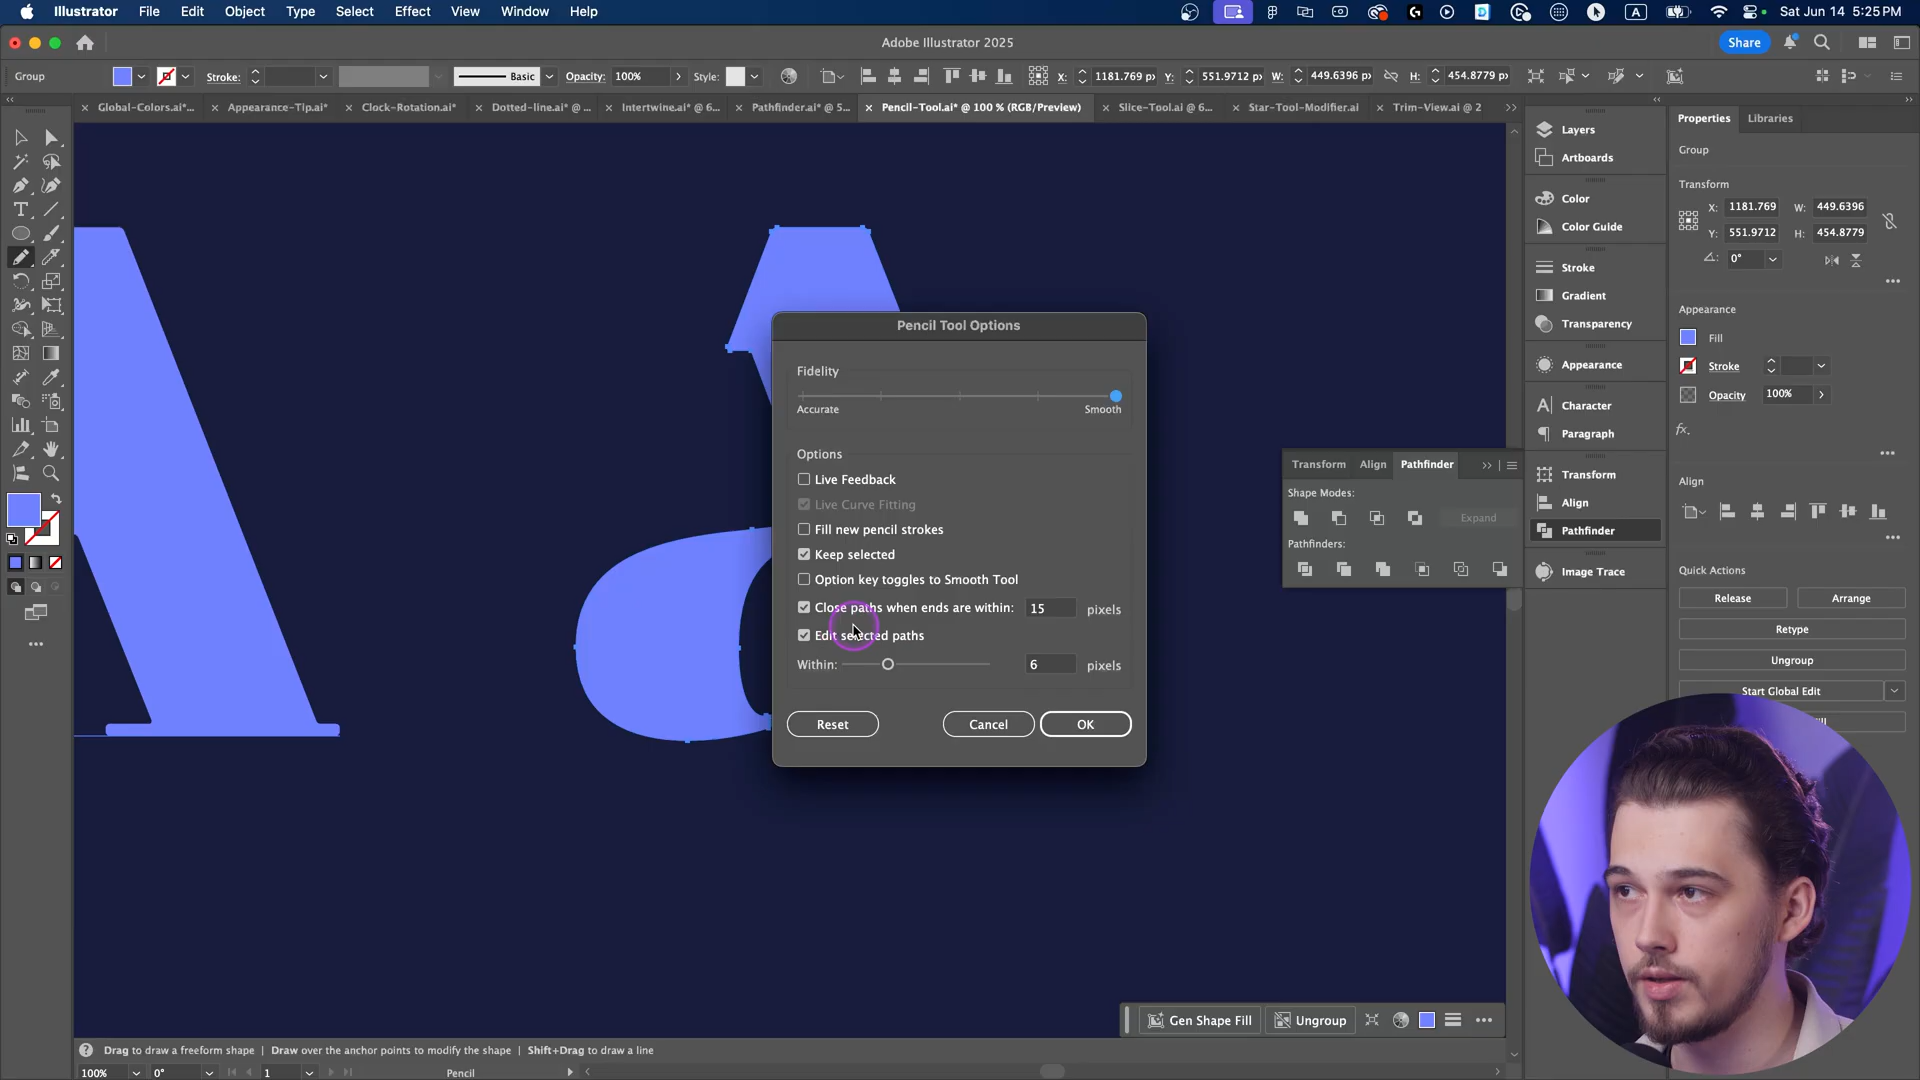 Illustrator File Edit Object Type Select Effect View Window Help
A
Sat Jun 14 5:25 PM
Adobe Illustrator 2025
Share
Group
Stroke:
Basic
Opacity: 100%
Style:
X: 1181.769 p
Y: 551.9712
W: 449.6396 p
H: 454.8779 p
Global-Colors.ai*...
Appearance-Tip.ai*
Clock-Rotation.ai*
Dotted-line.ai* @ ...
Intertwine.ai* @ 6...
Pathfinder.ai* @ 5...
Pencil-Tool.ai* @ 100 % (RGB/Preview)
Slice-Tool.ai @ 6...
Star-Tool-Modifier.ai
Trim-View.ai @ 2
Pencil Tool Options
Fidelity
Accurate
Smooth
Options
Live Feedback
Live Curve Fitting
Fill new pencil strokes
Keep selected
Option key toggles to Smooth Tool
Close paths when ends are within: 15 pixels
Edit selected paths
Within: 6 pixels
Reset
Cancel
OK
Transform Align Pathfinder
Shape Modes:
Expand
Pathfinders:
Layers
Artboards
Color
Color Guide
Stroke
Gradient
Transparency
Appearance
Character
Paragraph
Transform
Align
Pathfinder
Image Trace
Properties Libraries
Group
Transform
X: 1181.769 W: 449.6396
Y: 551.9712 H: 454.8779
0°
Appearance
Fill
Stroke
Opacity 100%
fx.
Align
Quick Actions
Release
Arrange
Retype
Ungroup
Start Global Edit
Gen Shape Fill
Ungroup
Drag to draw a freeform shape | Draw over the anchor points to modify the shape | Shift+Drag to draw a line
100% 0° 1 Pencil